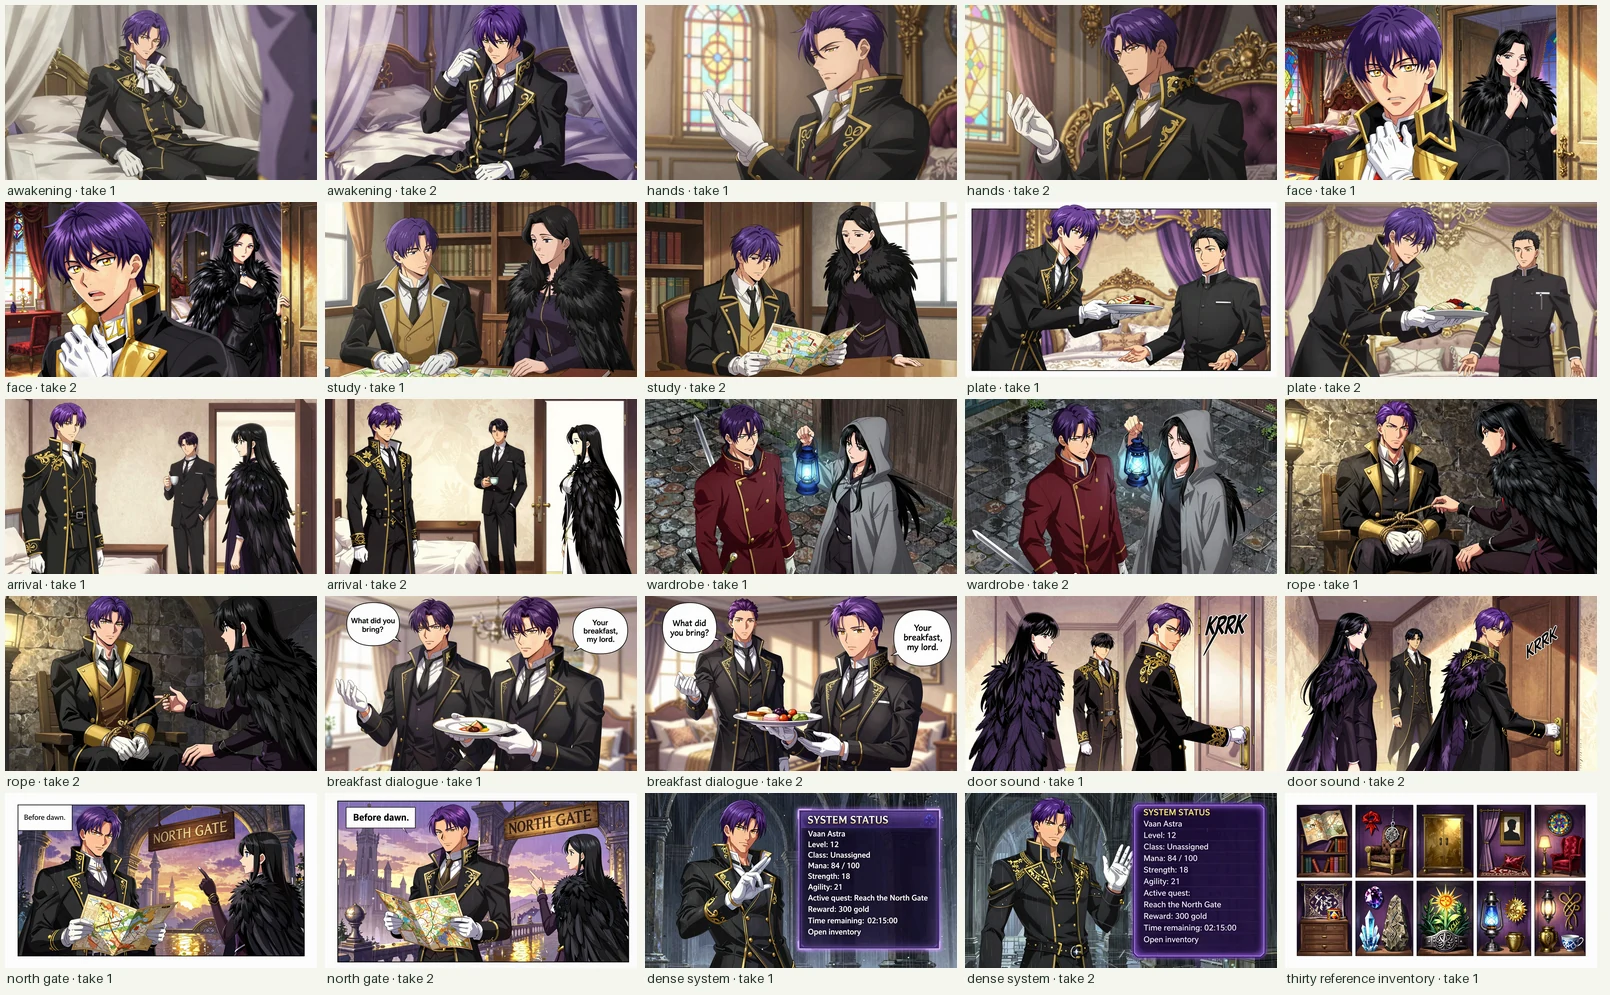 awakening · take 1
awakening · take 2
hands · take 1
hands · take 2
face · take 1
face · take 2
study · take 1
study · take 2
plate · take 1
plate · take 2
arrival · take 1
arrival · take 2
wardrobe · take 1
wardrobe · take 2
rope · take 1
What did you
bring?
Your
breakfast,
my lord.
What did
you bring?
Your
breakfast,
my lord.
KRRK
KRRK
rope · take 2
breakfast dialogue · take 1
breakfast dialogue · take 2
door sound · take 1
door sound · take 2
Before dawn.
NORTH GATE
Before dawn.
NORTH GATE
SYSTEM STATUS
Vaan Astra
Level: 12
Class: Unassigned
Mana: 84 / 100
Strength: 18
Agility: 21
Active quest: Reach the North Gate
Reward: 300 gold
Time remaining: 02:15:00
Open inventory
SYSTEM STATUS
Vaan Astra
Level: 12
Class: Unassigned
Mana: 84 / 100
Strength: 18
Agility: 21
Active quest:
Reach the North Gate
Reward: 300 gold
Time remaining: 02:15:00
Open inventory
north gate · take 1
north gate · take 2
dense system · take 1
dense system · take 2
thirty reference inventory · take 1